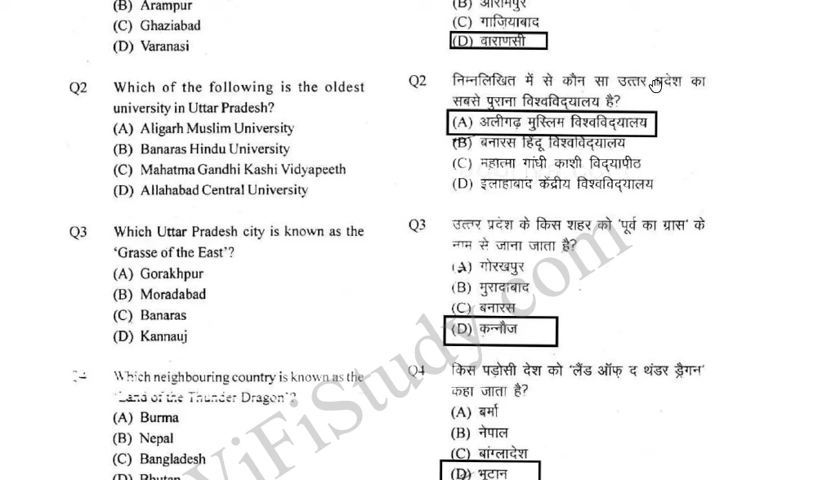 (B) Arampur
(C) Ghaziabad
(D) Varanasi
Q2 Which of the following is the oldest
university in Uttar Pradesh?
(A) Aligarh Muslim University
(B) Banaras Hindu University
(C) Mahatma Gandhi Kashi Vidyapeeth
(D) Allahabad Central University
Q3 Which Uttar Pradesh city is known as the
‘Grasse of the East’?
(A) Gorakhpur
(B) Moradabad
(C) Banaras
(D) Kannauj
Which neighbouring country is known as the
‘Land of the Thunder Dragon’?
(A) Burma
(B) Nepal
(C) Bangladesh
(D) Bhutan
(B) आरामपुर
(C) गाजियाबाद
(D) वाराणसी
Q2 निम्नलिखित में से कौन सा उत्तर प्रदेश का
सबसे पुराना विश्वविद्यालय है?
(A) अलीगढ़ मुस्लिम विश्वविद्यालय
(B) बनारस हिंदू विश्वविद्यालय
(C) महात्मा गांधी काशी विद्यापीठ
(D) इलाहाबाद केंद्रीय विश्वविद्यालय
Q3 उत्तर प्रदेश के किस शहर को 'पूर्व का ग्रास' के
नाम से जाना जाता है?
(A) गोरखपुर
(B) मुरादाबाद
(C) बनारस
(D) कन्नौज
Q4 किस पड़ोसी देश को 'लैंड ऑफ़ द थंडर ड्रैगन'
कहा जाता है?
(A) बर्मा
(B) नेपाल
(C) बांग्लादेश
(D) भूटान
ViFiStudy.com